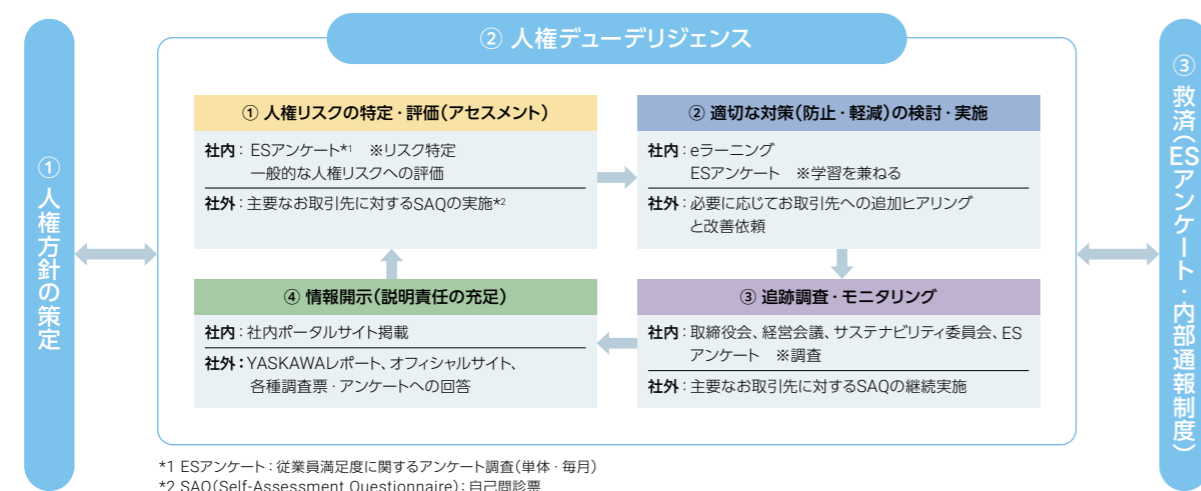 ① 人権方針の策定
② 人権デューデリジェンス
① 人権リスクの特定・評価（アセスメント）
社内：ESアンケート*1　※リスク特定
一般的な人権リスクへの評価
社外：主要なお取引先に対するSAQの実施*2
② 適切な対策（防止・軽減）の検討・実施
社内：eラーニング
ESアンケート　※学習を兼ねる
社外：必要に応じてお取引先への追加ヒアリング
と改善依頼
③ 追跡調査・モニタリング
社内：取締役会、経営会議、サステナビリティ委員会、ES
アンケート　※調査
社外：主要なお取引先に対するSAQの継続実施
④ 情報開示（説明責任の充足）
社内：社内ポータルサイト掲載
社外：YASKAWAレポート、オフィシャルサイト、
各種調査票・アンケートへの回答
③ 救済（ESアンケート・内部通報制度）
*1 ESアンケート：従業員満足度に関するアンケート調査（単体・毎月）
*2 SAQ（Self-Assessment Questionnaire）：自己問診票